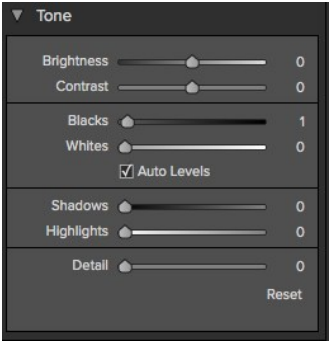 Tone
Brightness 0
Contrast 0
Blacks 1
Whites 0
Auto Levels
Shadows 0
Highlights 0
Detail 0
Reset